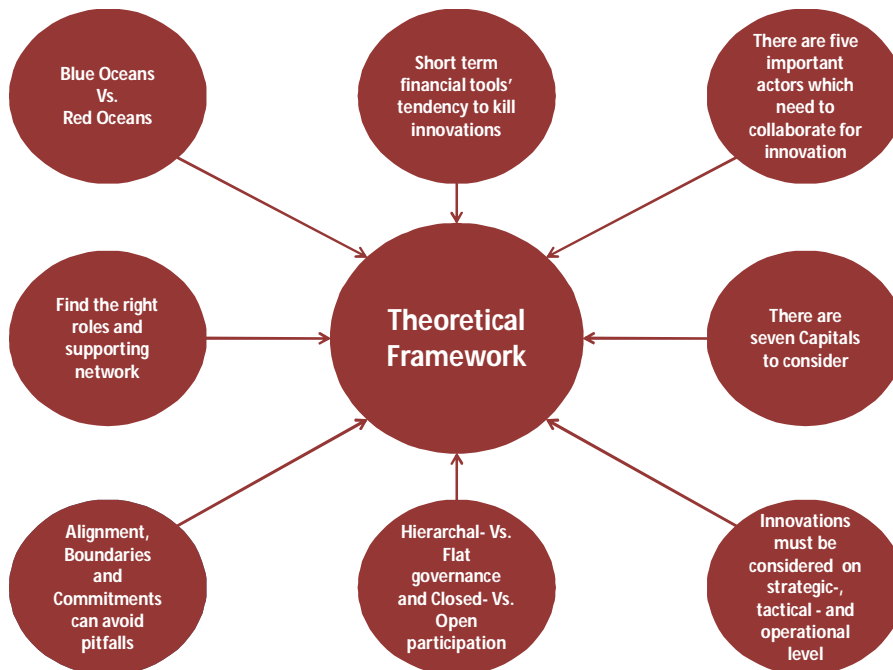 Blue Oceans
Vs.
Red Oceans
Short term
financial tools'
tendency to kill
innovations
There are five
important
actors which
need to
collaborate for
innovation
Find the right
roles and
supporting
network
Theoretical
Framework
There are
seven Capitals
to consider
Alignment,
Boundaries
and
Commitments
can avoid
pitfalls
Hierarchal- Vs.
Flat
governance
and Closed- Vs.
Open
participation
Innovations
must be
considered on
strategic-,
tactical - and
operational
level